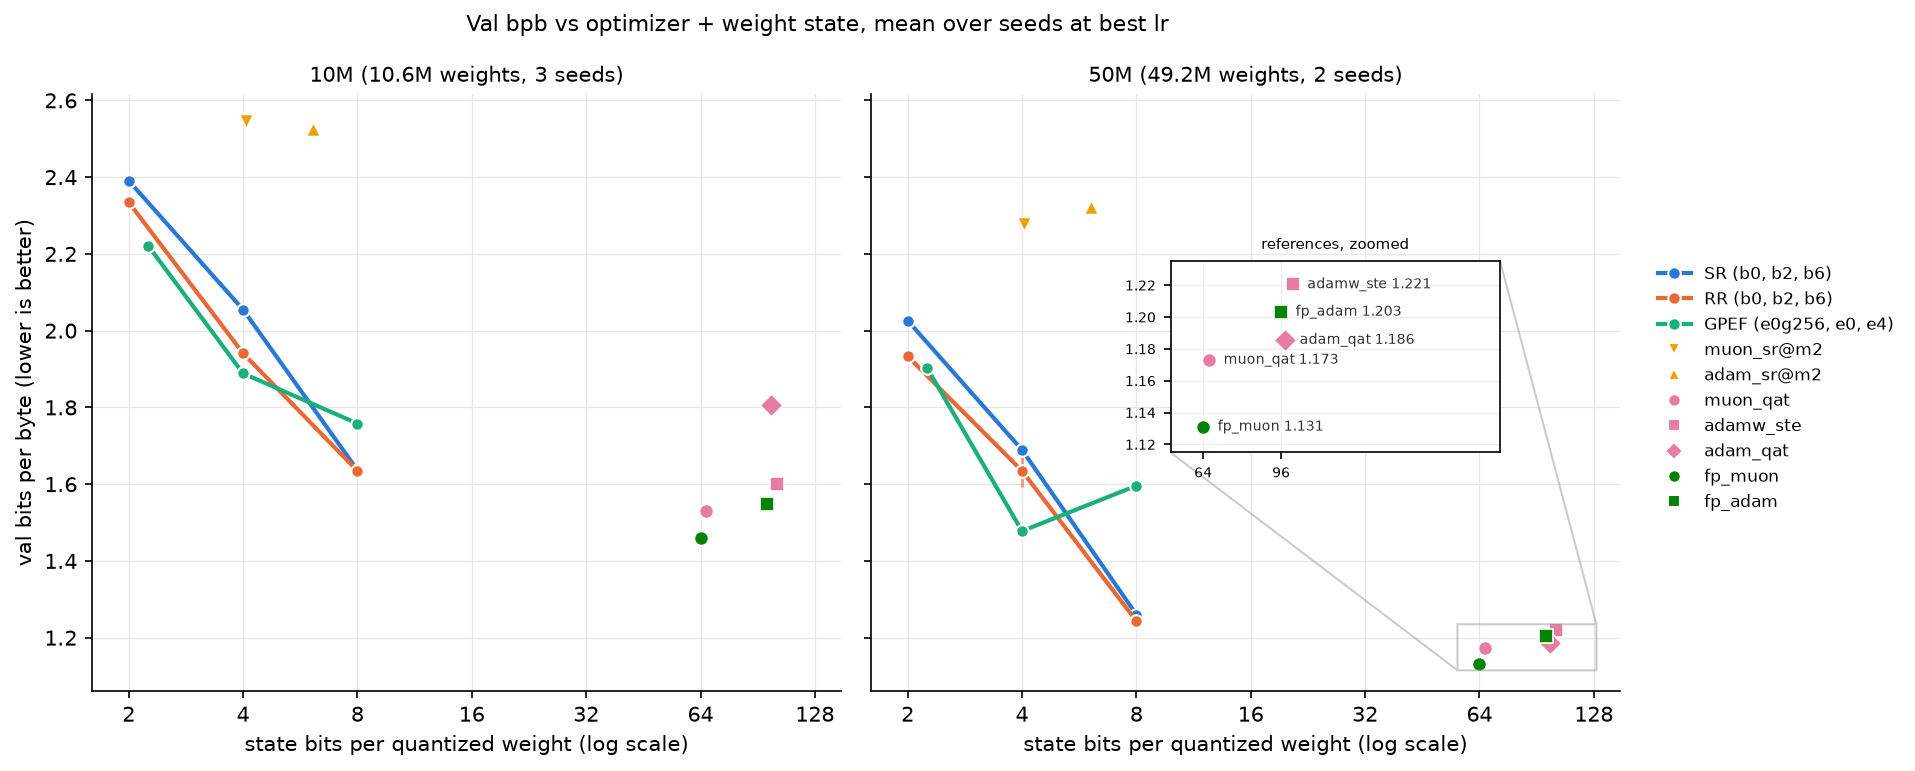 Val bpb vs optimizer + weight state, mean over seeds at best lr
10M (10.6M weights, 3 seeds)
val bits per byte (lower is better)
2.6
2.4
2.2
2.0
1.8
1.6
1.4
1.2
2 4 8 16 32 64 128
state bits per quantized weight (log scale)
50M (49.2M weights, 2 seeds)
references, zoomed
1.22
1.20
1.18
1.16
1.14
1.12
adamw_ste 1.221
fp_adam 1.203
adam_qat 1.186
muon_qat 1.173
fp_muon 1.131
64 96
2 4 8 16 32 64 128
state bits per quantized weight (log scale)
SR (b0, b2, b6)
RR (b0, b2, b6)
GPEF (e0g256, e0, e4)
muon_sr@m2
adam_sr@m2
muon_qat
adamw_ste
adam_qat
fp_muon
fp_adam